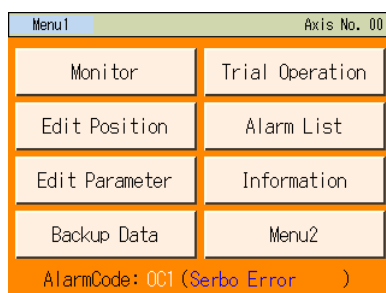 Menu1 Axis No. 00
Monitor Trial Operation
Edit Position Alarm List
Edit Parameter Information
Backup Data Menu2
AlarmCode: 0C1 (Serbo Error )